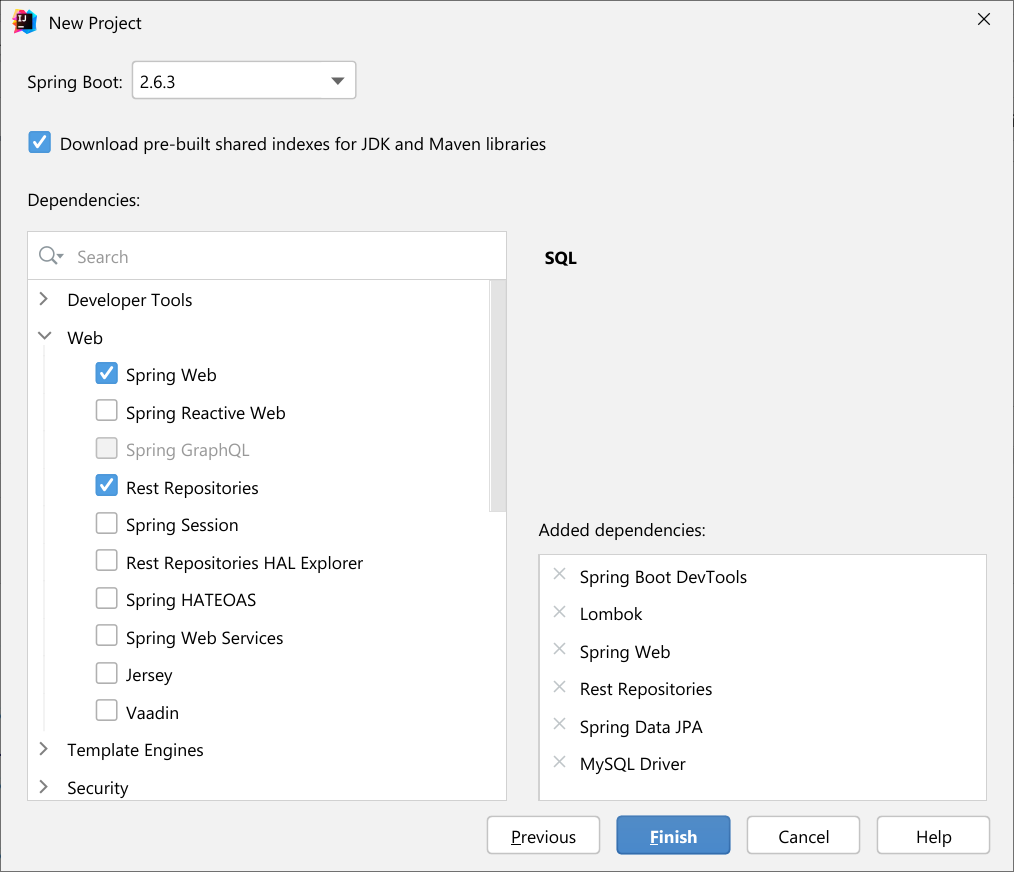 New Project
Spring Boot: 2.6.3
Download pre-built shared indexes for JDK and Maven libraries
Dependencies:
Search
Developer Tools
Web
Spring Web
Spring Reactive Web
Spring GraphQL
Rest Repositories
Spring Session
Rest Repositories HAL Explorer
Spring HATEOAS
Spring Web Services
Jersey
Vaadin
Template Engines
Security
SQL
Added dependencies:
Spring Boot DevTools
Lombok
Spring Web
Rest Repositories
Spring Data JPA
MySQL Driver
Previous Finish Cancel Help